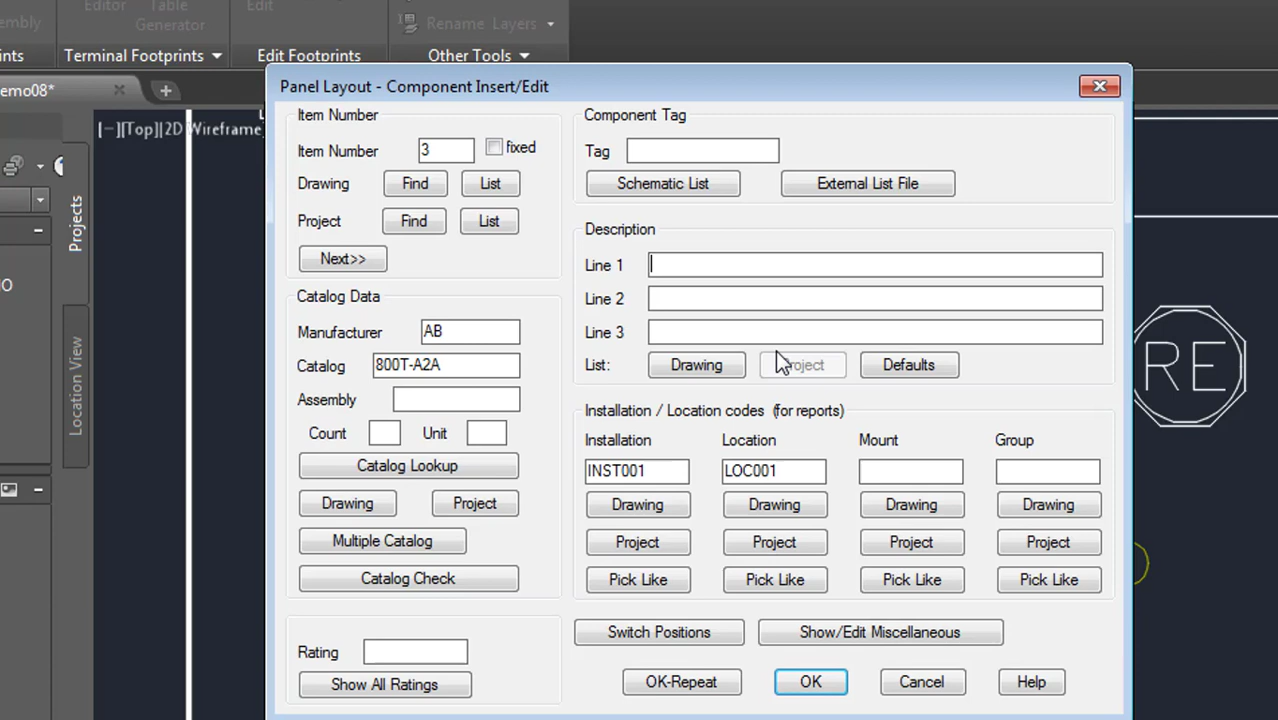 Editor
Table
Edit
Generator
Rename Layers
Terminal Footprints
Edit Footprints
Other Tools
emo08*
Panel Layout - Component Insert/Edit
[−][Top][2D Wireframe
Projects
Location View
Item Number
Item Number 3 fixed
Drawing Find List
Project Find List
Next>>
Catalog Data
Manufacturer AB
Catalog 800T-A2A
Assembly
Count Unit
Catalog Lookup
Drawing Project
Multiple Catalog
Catalog Check
Rating
Show All Ratings
Component Tag
Tag
Schematic List External List File
Description
Line 1
Line 2
Line 3
List: Drawing Project Defaults
Installation / Location codes (for reports)
Installation Location Mount Group
INST001 LOC001
Drawing Drawing Drawing Drawing
Project Project Project Project
Pick Like Pick Like Pick Like Pick Like
Switch Positions Show/Edit Miscellaneous
OK-Repeat OK Cancel Help
RE